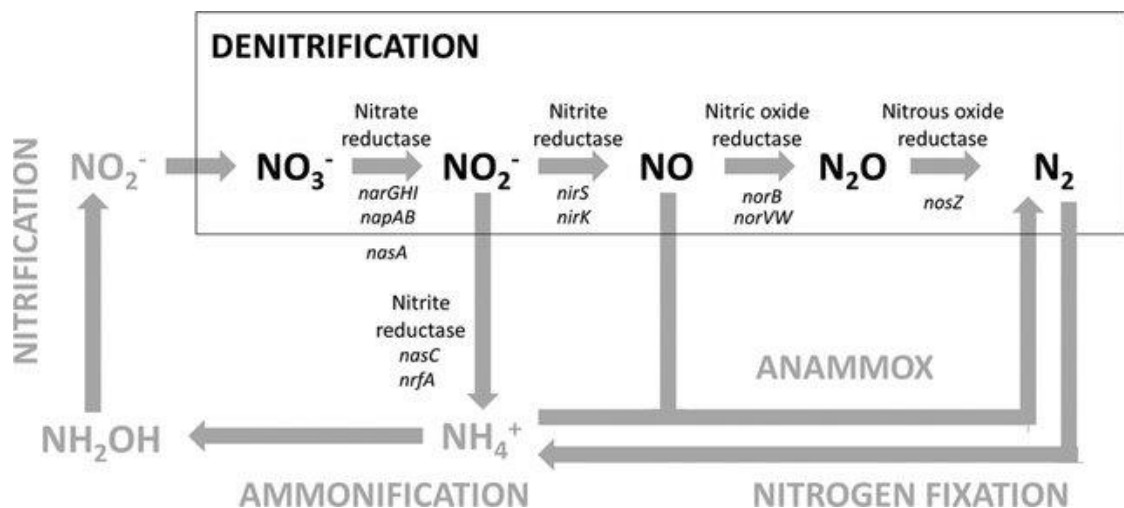 DENITRIFICATION
Nitrate
reductase
Nitrite
reductase
Nitric oxide
reductase
Nitrous oxide
reductase
NO₂⁻
NO₃⁻
NO₂⁻
NO
N₂O
N₂
narGHI
napAB
nirS
nirK
norB
norVW
nosZ
nasA
NITRIFICATION
Nitrite
reductase
nasC
nrfA
ANAMMOX
NH₂OH
NH₄⁺
AMMONIFICATION
NITROGEN FIXATION